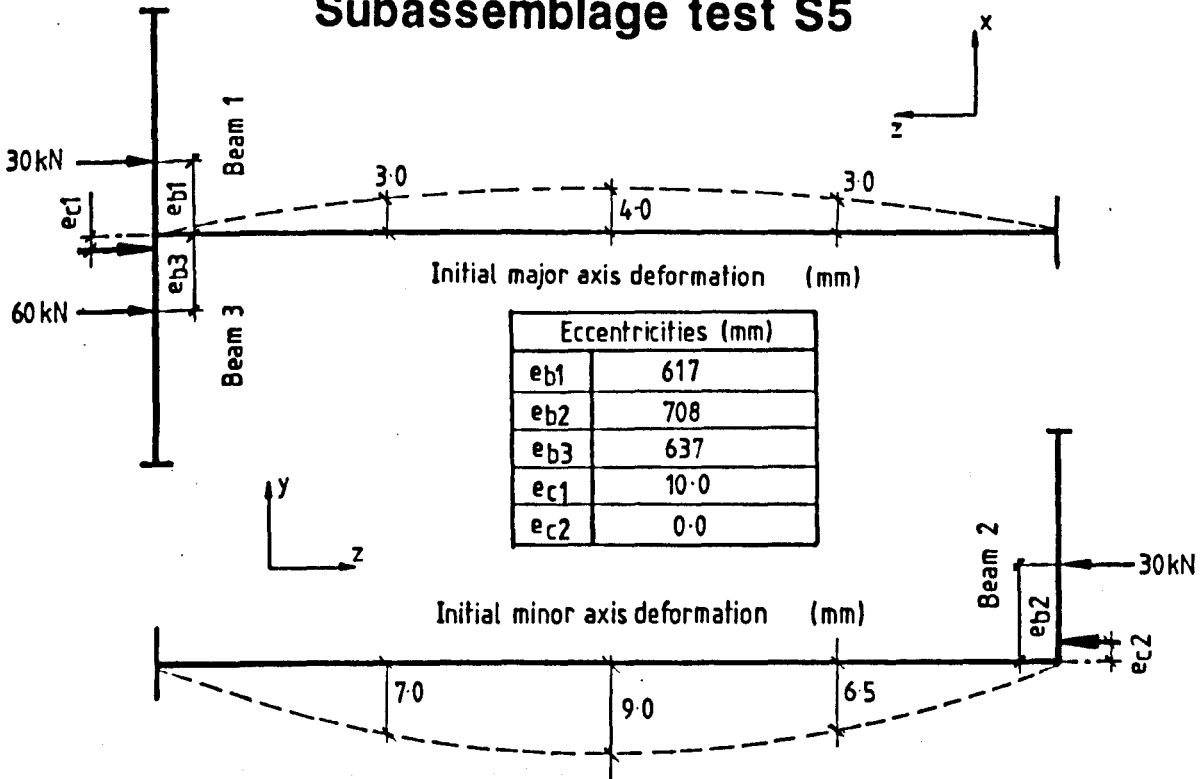 Subassemblage test S5
x
z
30kN
Beam 1
eb1
ec1
eb3
60kN
Beam 3
3·0
4·0
3·0
Initial major axis deformation (mm)
Eccentricities (mm)
eb1 617
eb2 708
eb3 637
ec1 10·0
ec2 0·0
y
z
Beam 2
30kN
eb2
ec2
Initial minor axis deformation (mm)
7·0
9·0
6·5